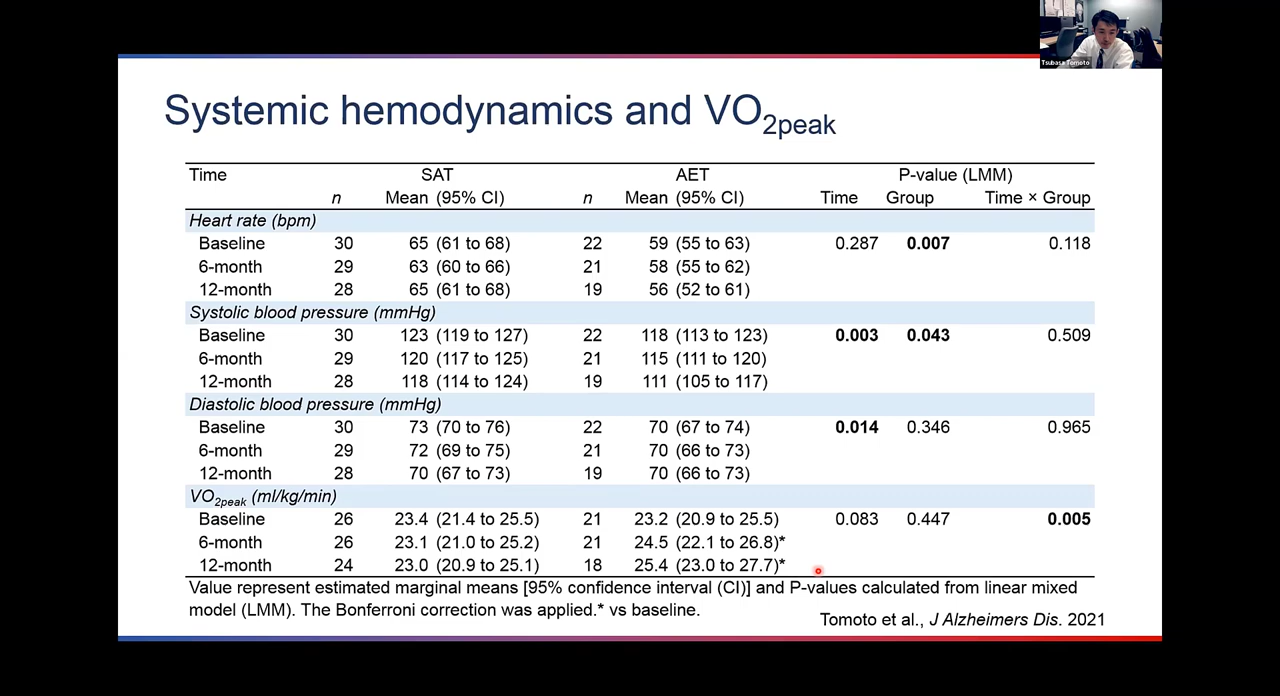 Tsubasa Tomoto
Systemic hemodynamics and VO2peak
Time SAT AET P-value (LMM)
n Mean (95% CI) n Mean (95% CI) Time Group Time × Group
Heart rate (bpm)
Baseline 30 65 (61 to 68) 22 59 (55 to 63) 0.287 0.007 0.118
6-month 29 63 (60 to 66) 21 58 (55 to 62)
12-month 28 65 (61 to 68) 19 56 (52 to 61)
Systolic blood pressure (mmHg)
Baseline 30 123 (119 to 127) 22 118 (113 to 123) 0.003 0.043 0.509
6-month 29 120 (117 to 125) 21 115 (111 to 120)
12-month 28 118 (114 to 124) 19 111 (105 to 117)
Diastolic blood pressure (mmHg)
Baseline 30 73 (70 to 76) 22 70 (67 to 74) 0.014 0.346 0.965
6-month 29 72 (69 to 75) 21 70 (66 to 73)
12-month 28 70 (67 to 73) 19 70 (66 to 73)
VO2peak (ml/kg/min)
Baseline 26 23.4 (21.4 to 25.5) 21 23.2 (20.9 to 25.5) 0.083 0.447 0.005
6-month 26 23.1 (21.0 to 25.2) 21 24.5 (22.1 to 26.8)*
12-month 24 23.0 (20.9 to 25.1) 18 25.4 (23.0 to 27.7)*
Value represent estimated marginal means [95% confidence interval (CI)] and P-values calculated from linear mixed
model (LMM). The Bonferroni correction was applied.* vs baseline.
Tomoto et al., J Alzheimers Dis. 2021